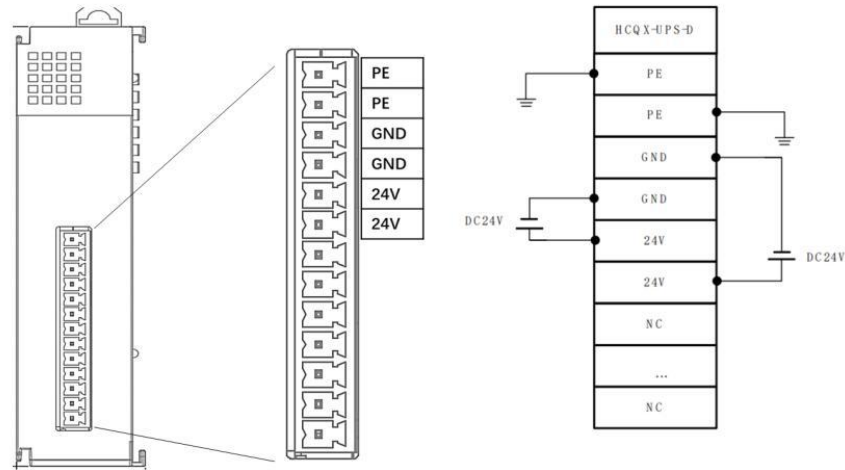 PE
PE
GND
GND
24V
24V
HCQX-UPS-D
PE
PE
GND
GND
24V
24V
NC
...
NC
DC24V
DC24V